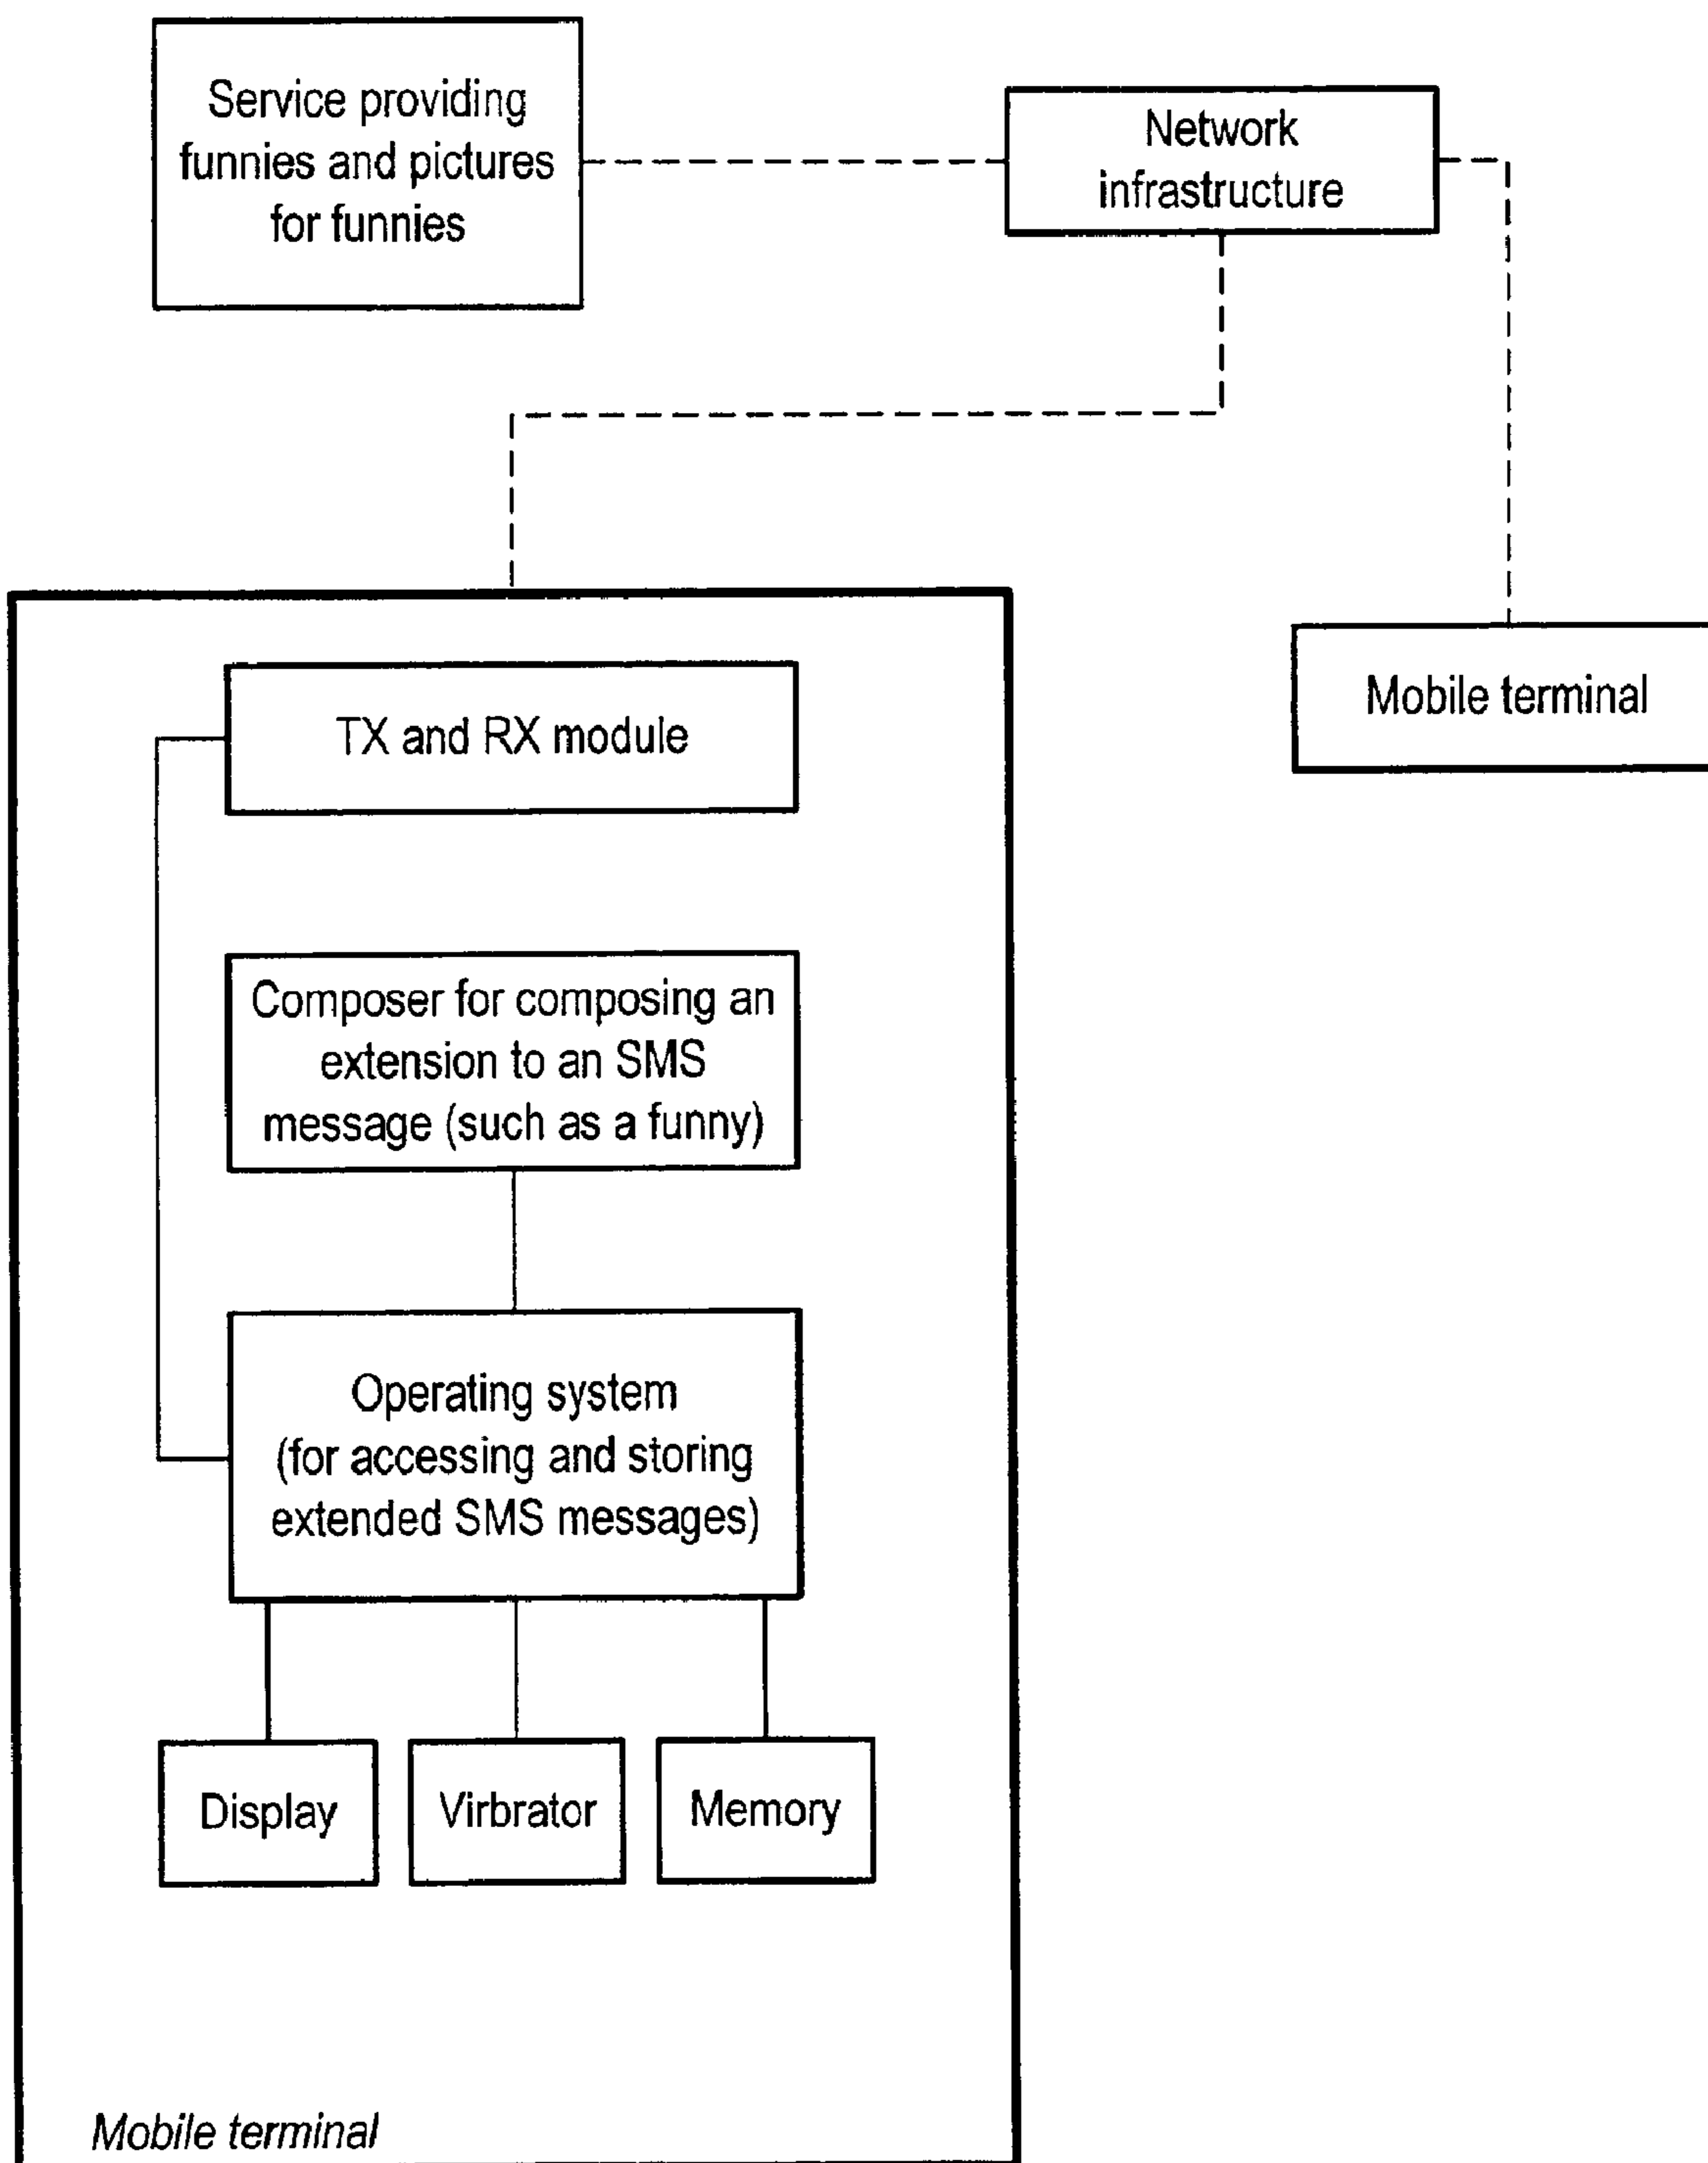 Service providing
funnies and pictures
for funnies
Network
infrastructure
Mobile terminal
TX and RX module
Composer for composing an
extension to an SMS
message (such as a funny)
Operating system
(for accessing and storing
extended SMS messages)
Display
Virbrator
Memory
Mobile terminal